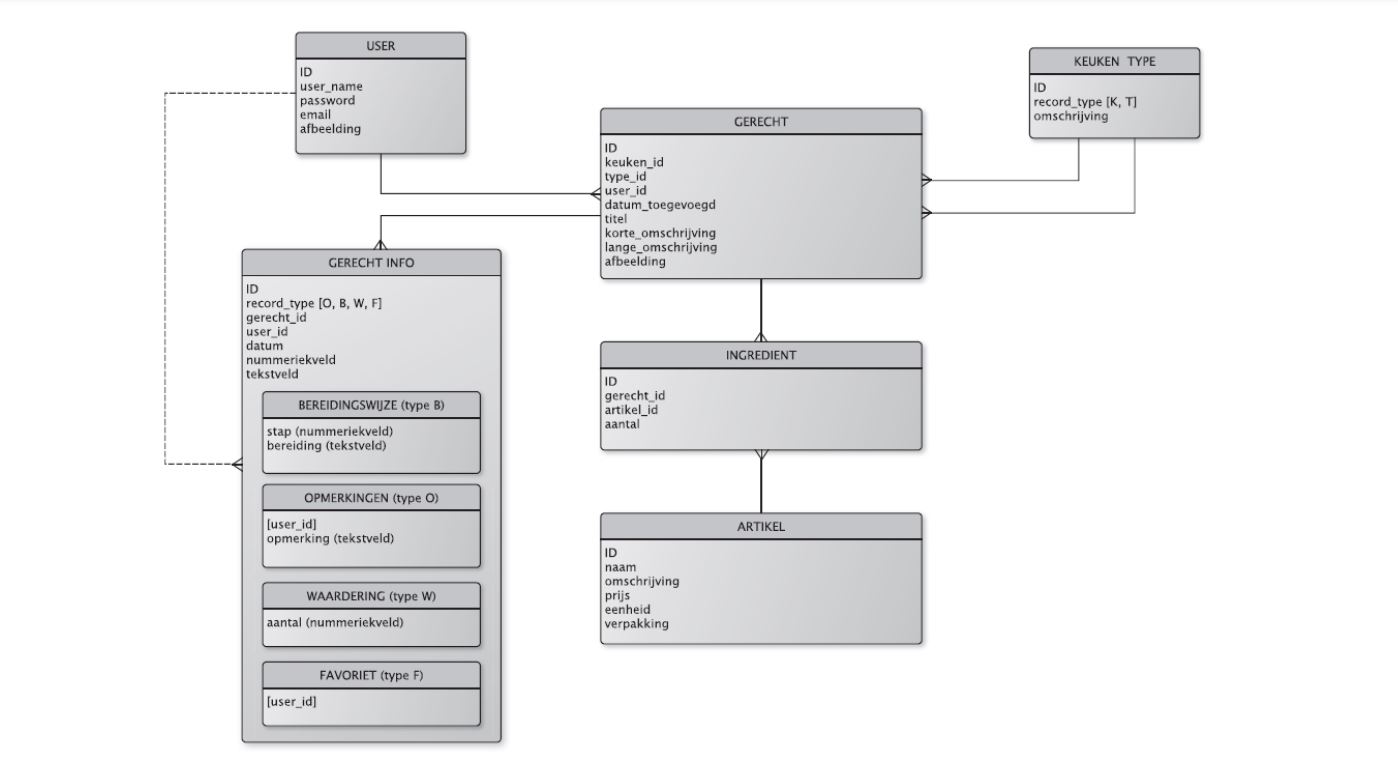 USER
ID
user_name
password
email
afbeelding
KEUKEN TYPE
ID
record_type [K, T]
omschrijving
GERECHT
ID
keuken_id
type_id
user_id
datum_toegevoegd
titel
korte_omschrijving
lange_omschrijving
afbeelding
GERECHT INFO
ID
record_type [O, B, W, F]
gerecht_id
user_id
datum
nummeriekveld
tekstveld
BEREIDINGSWIJZE (type B)
stap (nummeriekveld)
bereiding (tekstveld)
OPMERKINGEN (type O)
[user_id]
opmerking (tekstveld)
WAARDERING (type W)
aantal (nummeriekveld)
FAVORIET (type F)
[user_id]
INGREDIENT
ID
gerecht_id
artikel_id
aantal
ARTIKEL
ID
naam
omschrijving
prijs
eenheid
verpakking